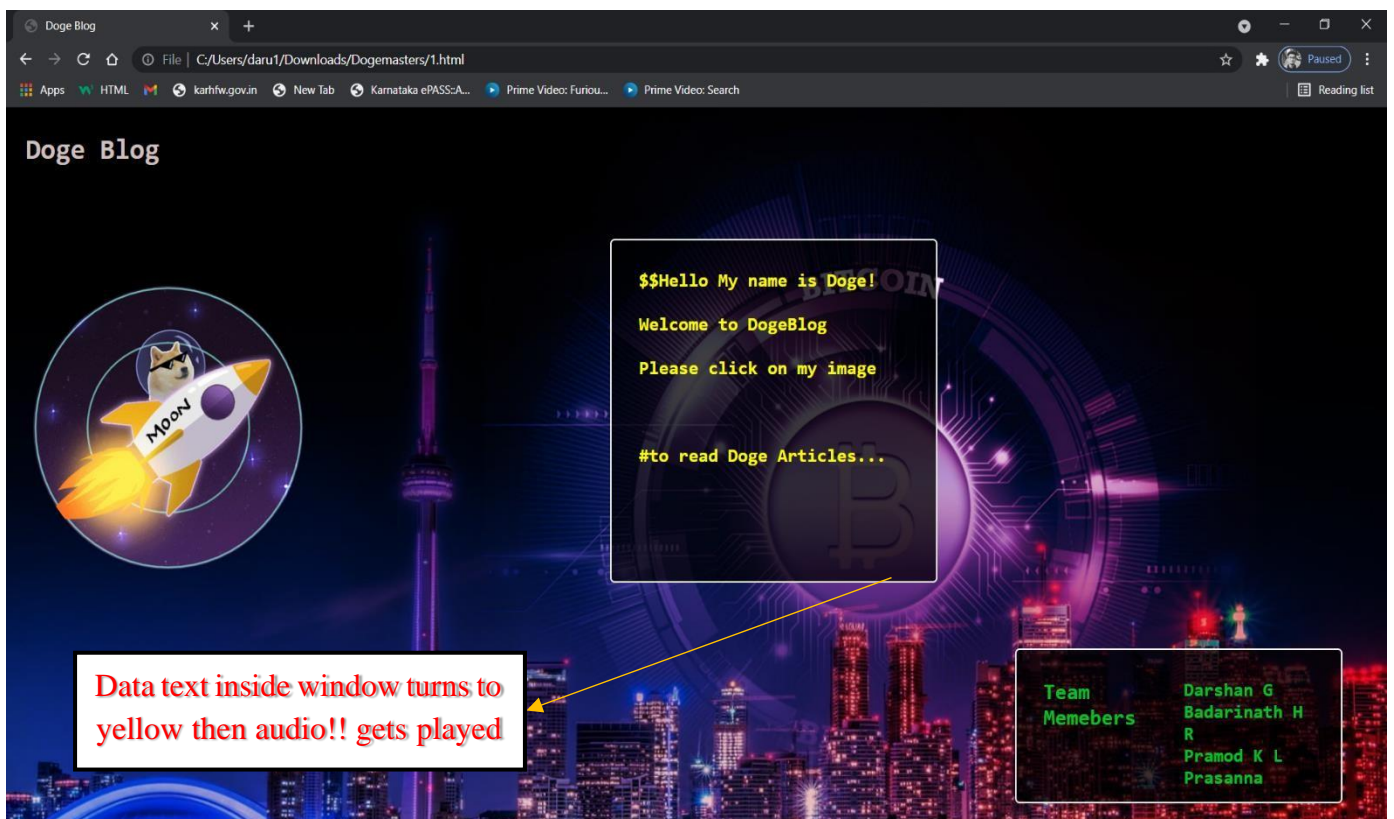 Doge Blog
File | C:/Users/daru1/Downloads/Dogemasters/1.html
Paused
Apps HTML karhfw.gov.in New Tab Karnataka ePASS::A... Prime Video: Furiou... Prime Video: Search Reading list
Doge Blog
MOON
BITCOIN
$$Hello My name is Doge!
Welcome to DogeBlog
Please click on my image
#to read Doge Articles...
Data text inside window turns to
yellow then audio!! gets played
Team
Memebers
Darshan G
Badarinath H
R
Pramod K L
Prasanna